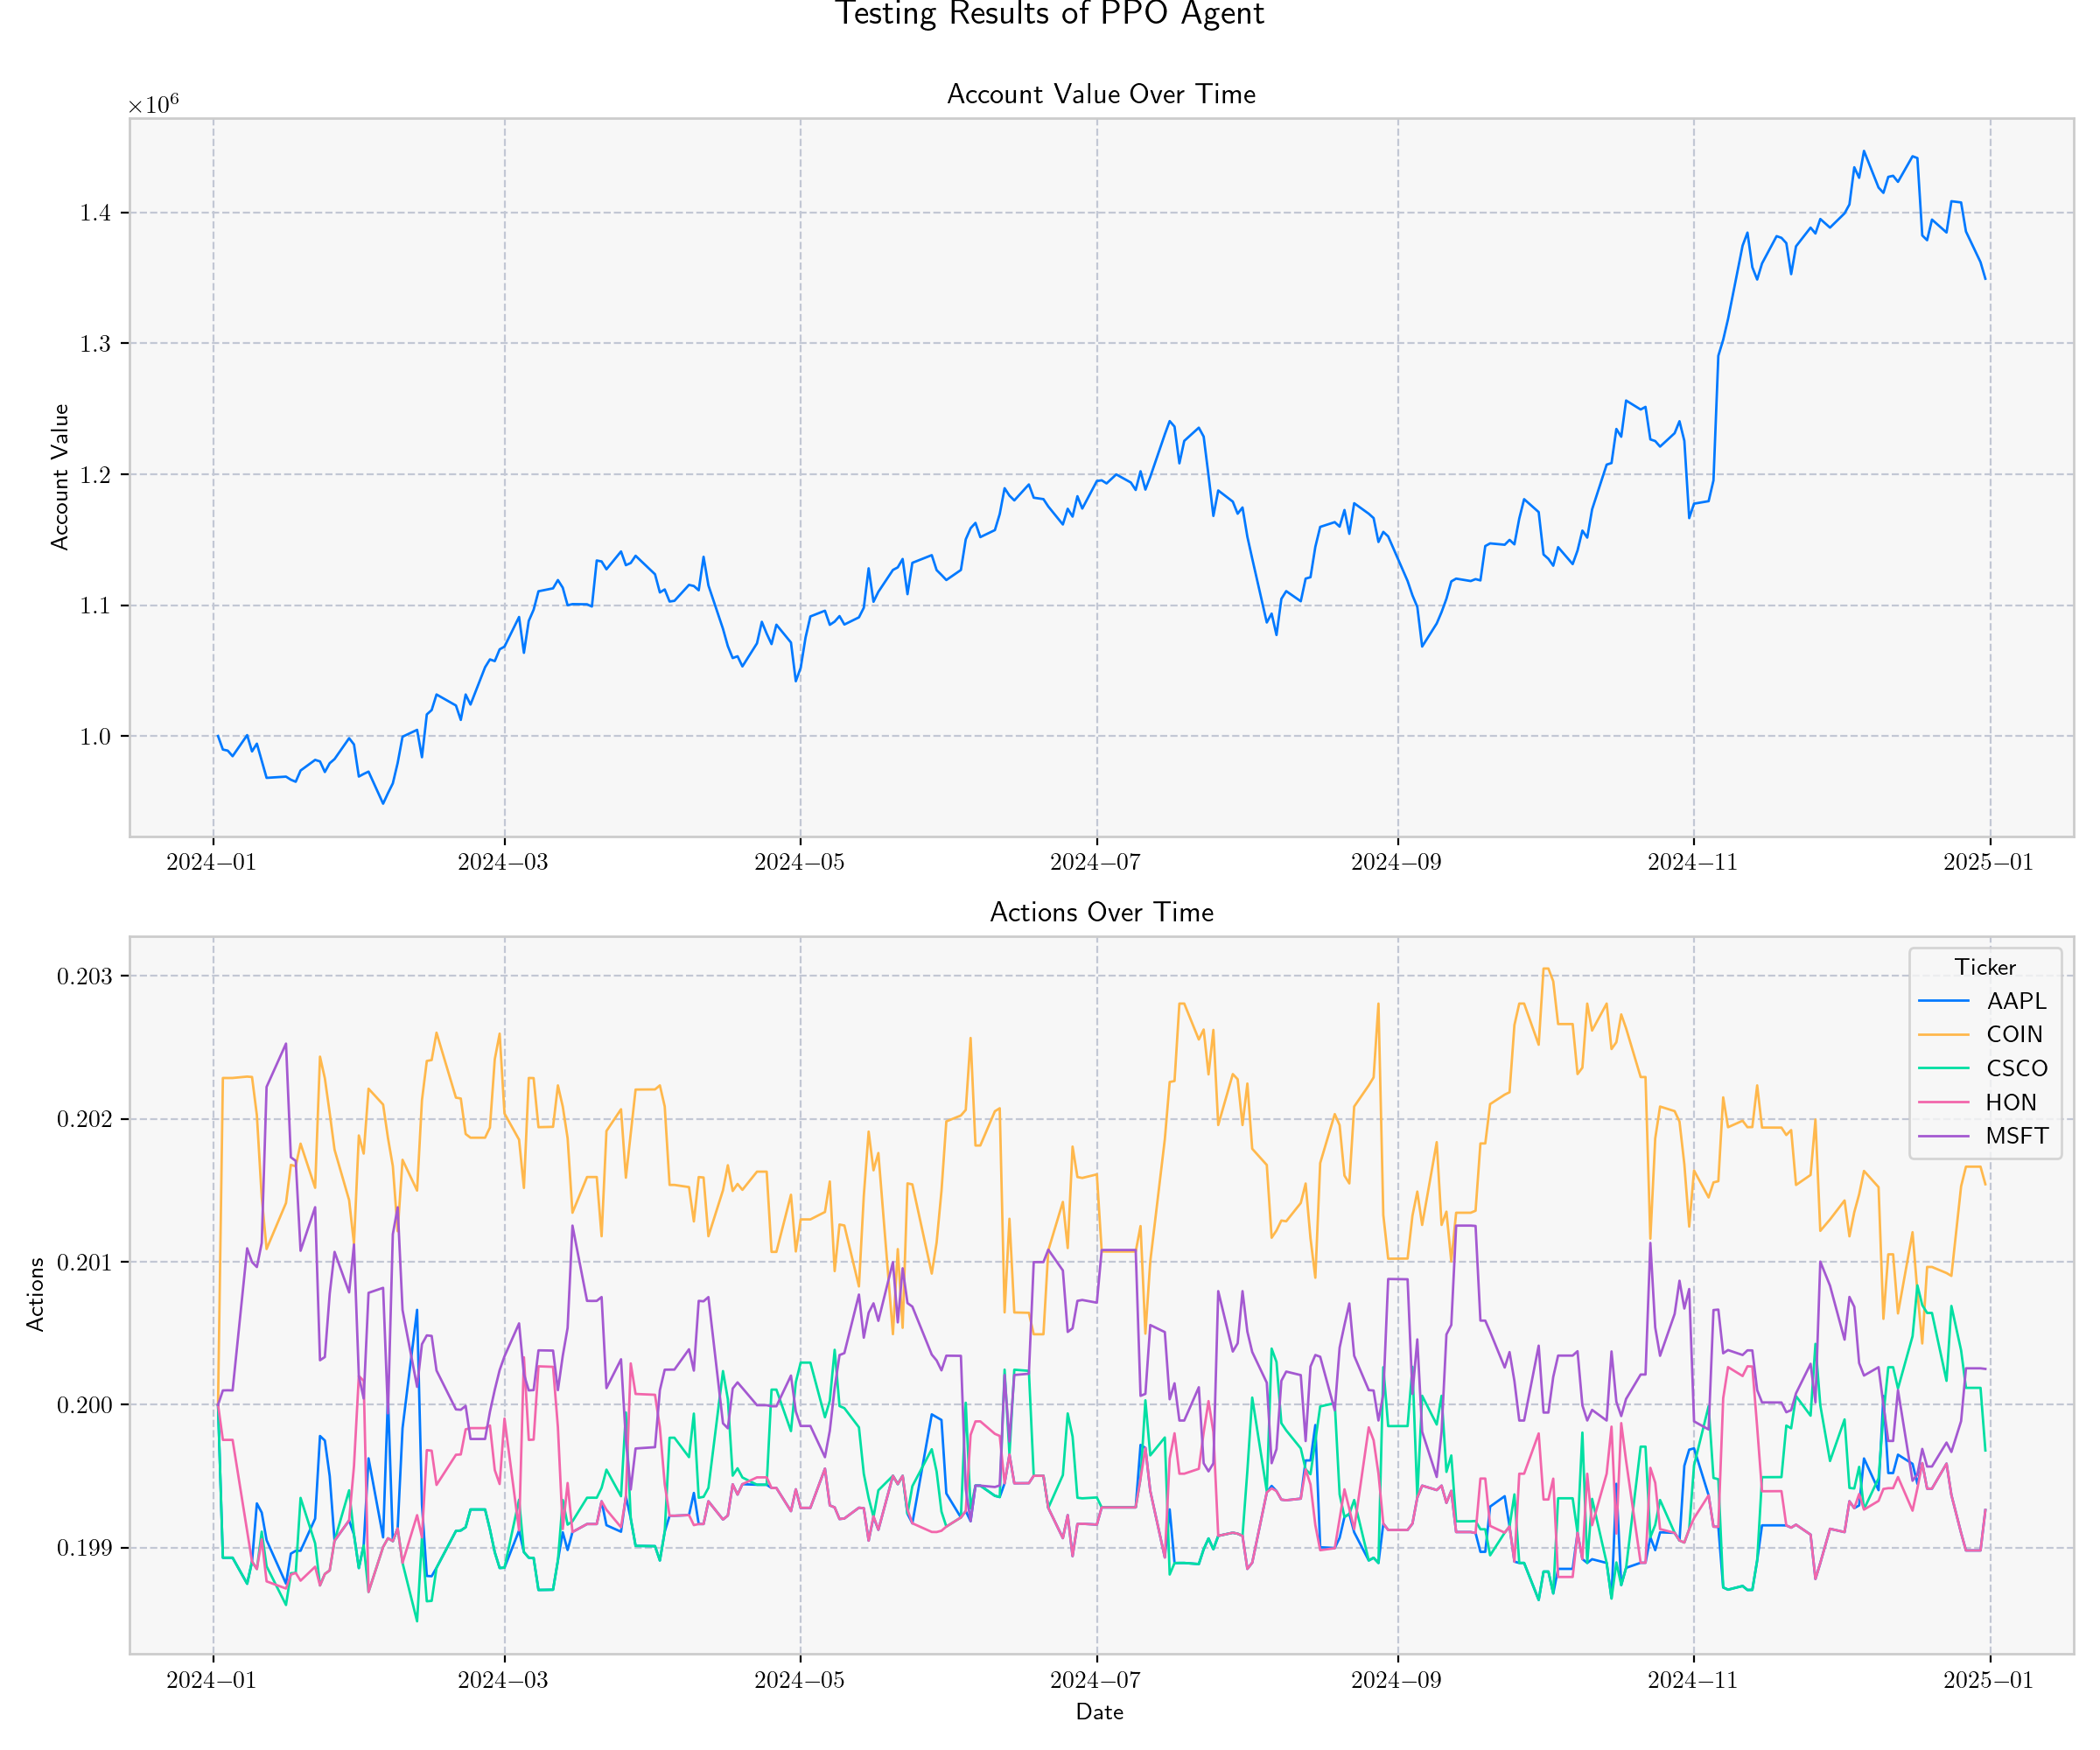 Testing Results of PPO Agent
Account Value Over Time
×10⁶
1.4
1.3
1.2
1.1
1.0
Account Value
2024–01 2024–03 2024–05 2024–07 2024–09 2024–11 2025–01
Actions Over Time
0.203
0.202
0.201
0.200
0.199
Actions
Ticker
AAPL
COIN
CSCO
HON
MSFT
2024–01 2024–03 2024–05 2024–07 2024–09 2024–11 2025–01
Date